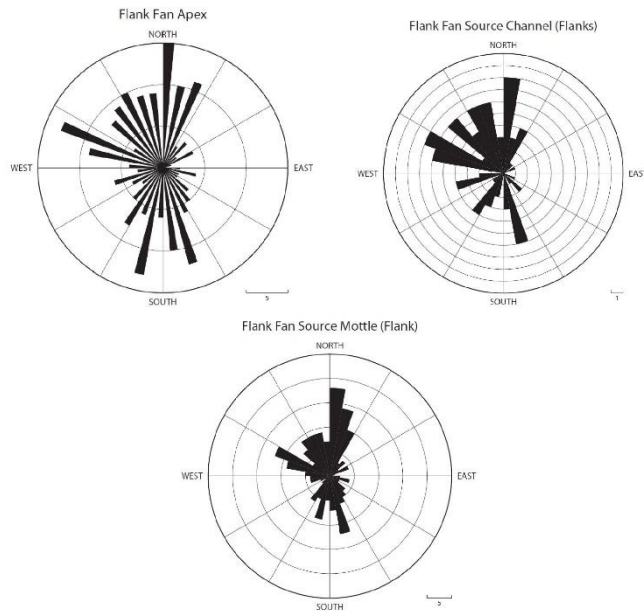 Flank Fan Apex
NORTH
WEST
EAST
SOUTH
5
Flank Fan Source Channel (Flanks)
NORTH
WEST
EAST
SOUTH
1
Flank Fan Source Mottle (Flank)
NORTH
WEST
EAST
SOUTH
5